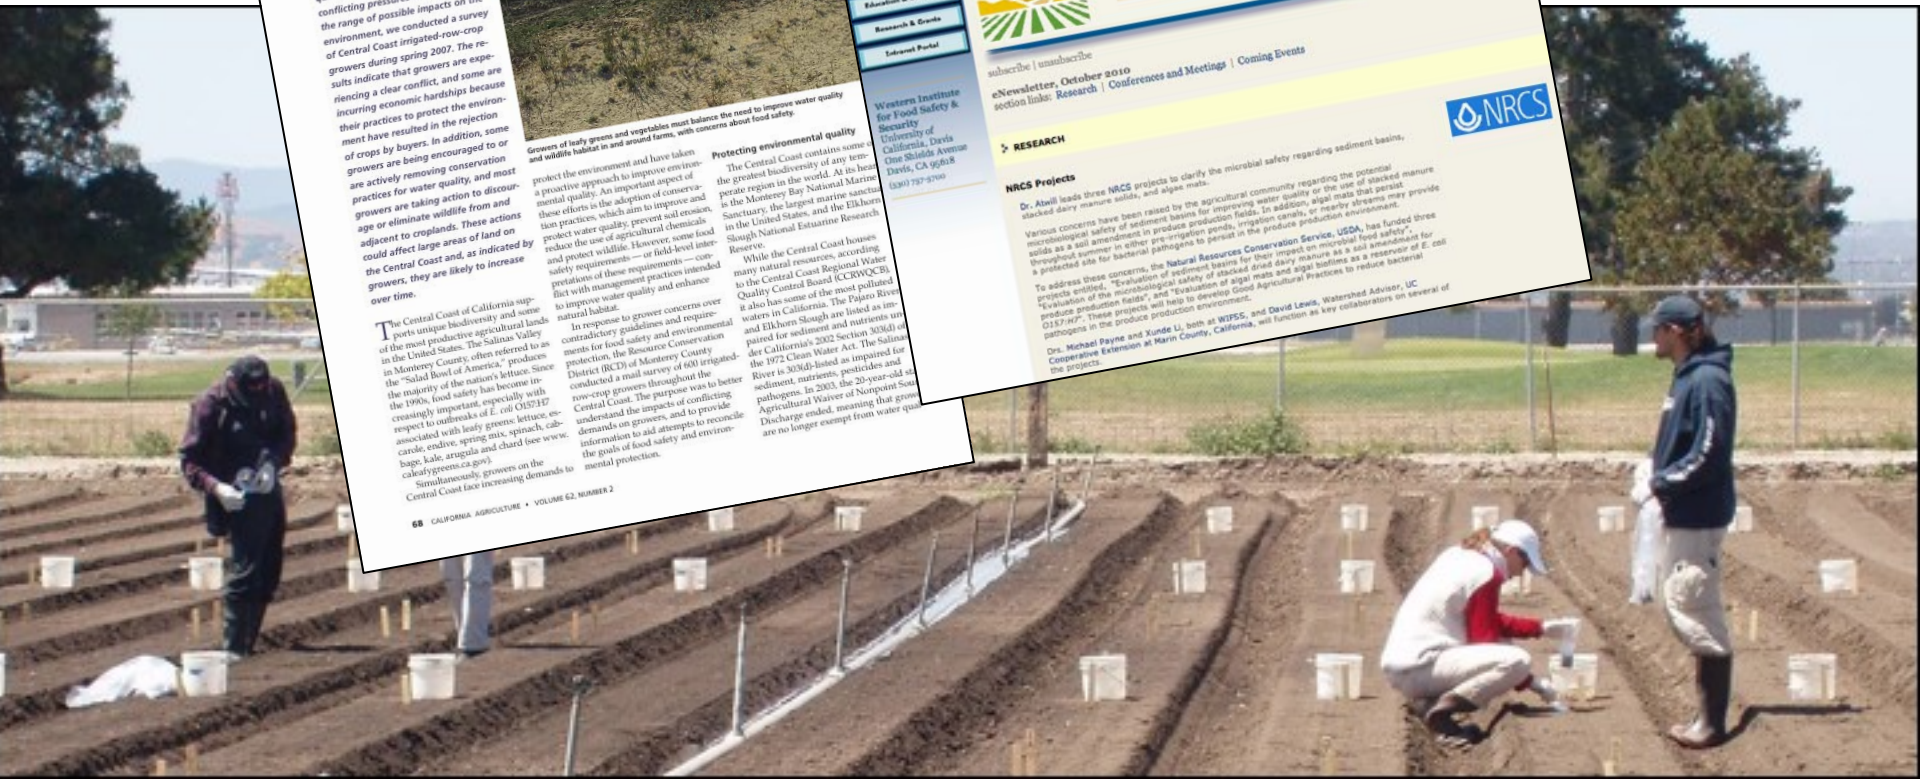 conflicting pressures
the range of possible impacts on the
environment, we conducted a survey
of Central Coast irrigated-row-crop
growers during spring 2007. The re-
sults indicate that growers are expe-
riencing a clear conflict, and some are
incurring economic hardships because
their practices to protect the environ-
ment have resulted in the rejection
of crops by buyers. In addition, some
growers are being encouraged to or
are actively removing conservation
practices for water quality, and most
growers are taking action to discour-
age or eliminate wildlife from and
adjacent to croplands. These actions
could affect large areas of land on
the Central Coast and, as indicated by
growers, they are likely to increase
over time.
The Central Coast of California sup-
ports unique biodiversity and some
of the most productive agricultural lands
in the United States. The Salinas Valley
in Monterey County, often referred to as
the "Salad Bowl of America," produces
the majority of the nation's lettuce. Since
the 1990s, food safety has become in-
creasingly important, especially with
respect to outbreaks of E. coli O157:H7
associated with leafy greens: lettuce, es-
carole, endive, spring mix, spinach, cab-
bage, kale, arugula and chard (see www.
caleafygreens.ca.gov).
Simultaneously, growers on the
Central Coast face increasing demands to
Growers of leafy greens and vegetables must balance the need to improve water quality
and wildlife habitat in and around farms, with concerns about food safety.
protect the environment and have taken
a proactive approach to improve environ-
mental quality. An important aspect of
these efforts is the adoption of conserva-
tion practices, which aim to improve and
protect water quality, prevent soil erosion,
reduce the use of agricultural chemicals
and protect wildlife. However, some food
safety requirements — or field-level inter-
pretations of these requirements — con-
flict with management practices intended
to improve water quality and enhance
natural habitat.
In response to grower concerns over
contradictory guidelines and require-
ments for food safety and environmental
protection, the Resource Conservation
District (RCD) of Monterey County
conducted a mail survey of 600 irrigated-
row-crop growers throughout the
Central Coast. The purpose was to better
understand the impacts of conflicting
demands on growers, and to provide
information to aid attempts to reconcile
the goals of food safety and environ-
mental protection.
Protecting environmental quality
The Central Coast contains some o
the greatest biodiversity of any tem-
perate region in the world. At its hear
is the Monterey Bay National Marine
Sanctuary, the largest marine sanctua
in the United States, and the Elkhorn
Slough National Estuarine Research
Reserve.
While the Central Coast houses
many natural resources, according
to the Central Coast Regional Water
Quality Control Board (CCRWQCB),
it also has some of the most polluted
waters in California. The Pajaro River
and Elkhorn Slough are listed as im-
paired for sediment and nutrients un-
der California's 2002 Section 303(d) of
the 1972 Clean Water Act. The Salinas
River is 303(d)-listed as impaired for
sediment, nutrients, pesticides and
pathogens. In 2003, the 20-year-old sta
Agricultural Waiver of Nonpoint Sou
Discharge ended, meaning that grow
are no longer exempt from water qua
68 CALIFORNIA AGRICULTURE • VOLUME 62, NUMBER 2
Research & Grants
Intranet Portal
Western Institute
for Food Safety &
Security
University of
California, Davis
One Shields Avenue
Davis, CA 95618
(530) 757-5700
subscribe | unsubscribe
eNewsletter, October 2010
section links: Research | Conferences and Meetings | Coming Events
RESEARCH
NRCS
NRCS Projects
Dr. Atwill leads three NRCS projects to clarify the microbial safety regarding sediment basins,
stacked dairy manure solids, and algae mats.
Various concerns have been raised by the agricultural community regarding the potential
microbiological safety of sediment basins for improving water quality or the use of stacked manure
solids as a soil amendment in produce production fields. In addition, algal mats that persist
throughout summer in either pre-irrigation ponds, irrigation canals, or nearby streams may provide
a protected site for bacterial pathogens to persist in the produce production environment.
To address these concerns, the Natural Resources Conservation Service, USDA, has funded three
projects entitled, "Evaluation of sediment basins for their impact on microbial food safety",
"Evaluation of the microbiological safety of stacked dried dairy manure as a soil amendment for
produce production fields", and "Evaluation of algal mats and algal biofilms as a reservoir of E. coli
O157:H7". These projects will help to develop Good Agricultural Practices to reduce bacterial
pathogens in the produce production environment.
Drs. Michael Payne and Xunde Li, both at WIFSS, and David Lewis, Watershed Advisor, UC
Cooperative Extension at Marin County, California, will function as key collaborators on several of
the projects.